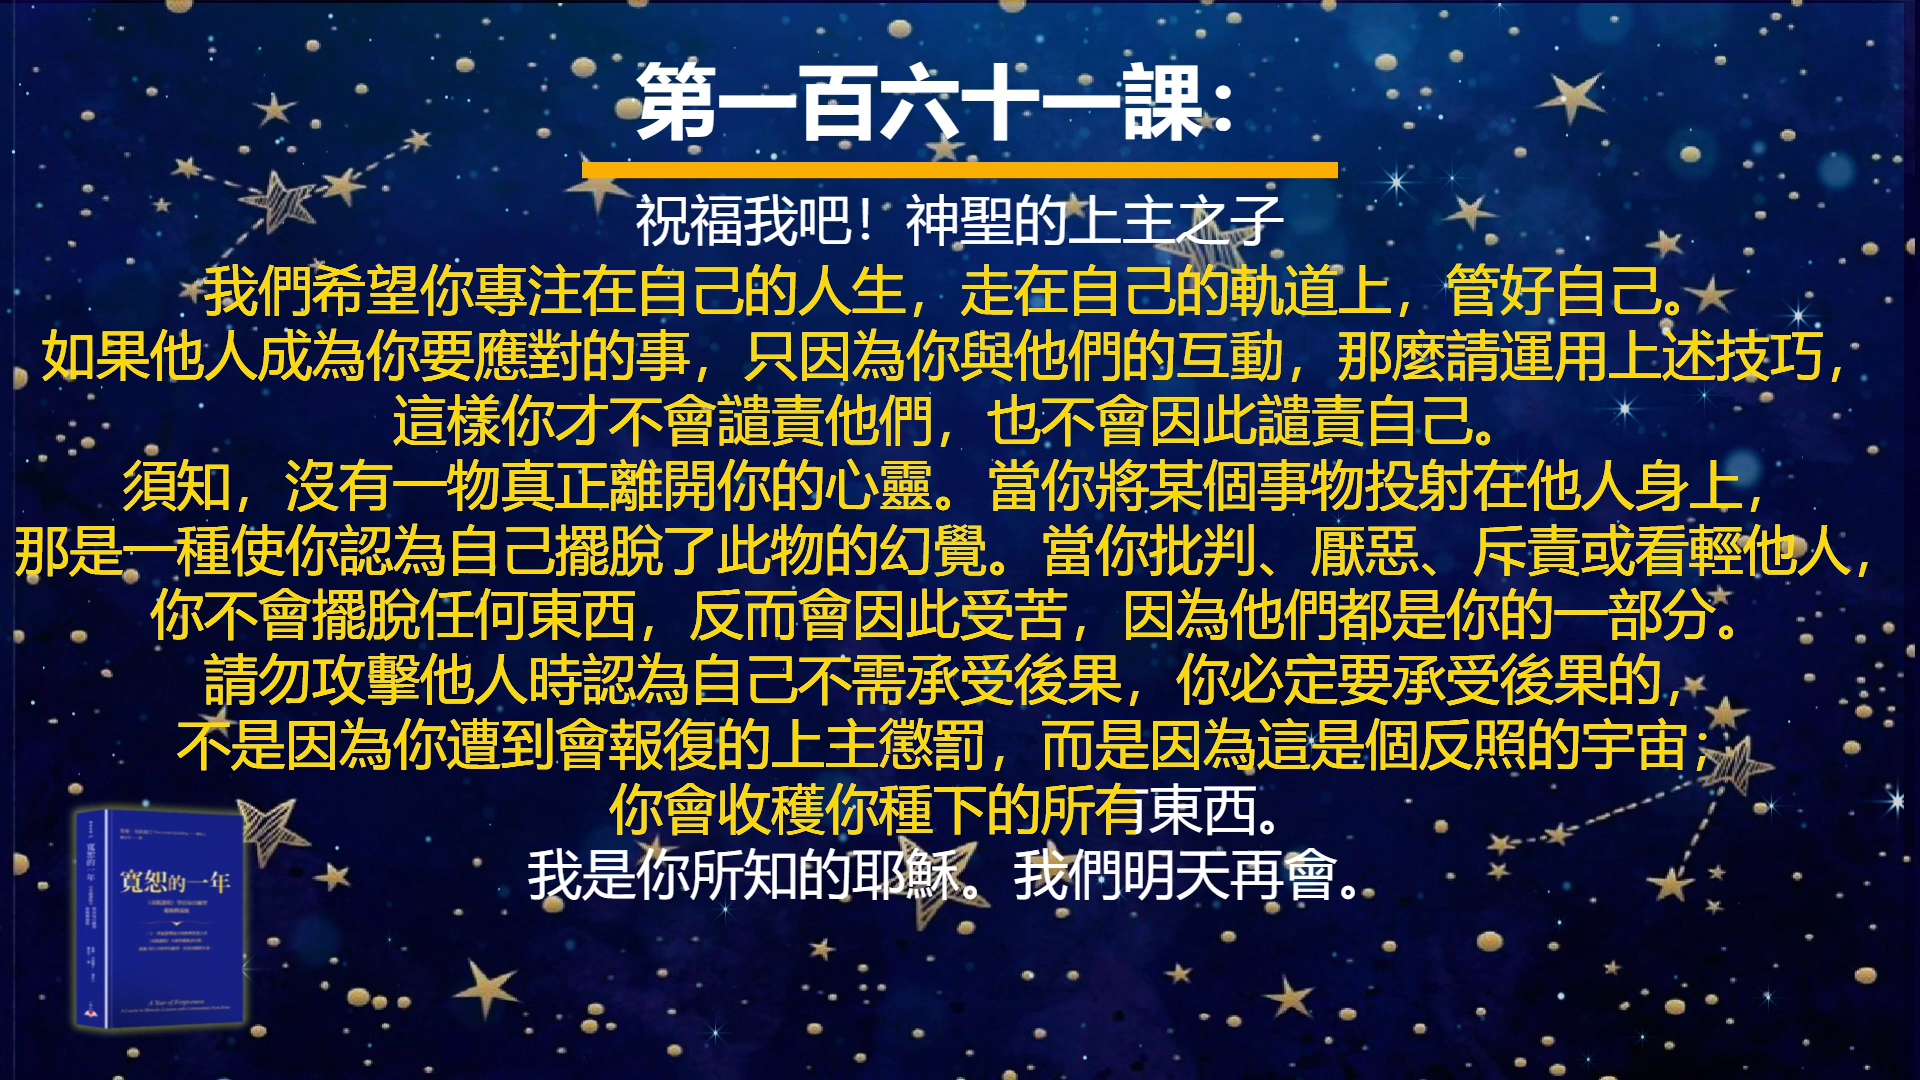 第一百六十一課：
祝福我吧！神聖的上主之子
我們希望你專注在自己的人生，走在自己的軌道上，管好自己。
如果他人成為你要應對的事，只因為你與他們的互動，那麼請運用上述技巧，
這樣你才不會譴責他們，也不會因此譴責自己。
須知，沒有一物真正離開你的心靈。當你將某個事物投射在他人身上，
那是一種使你認為自己擺脫了此物的幻覺。當你批判、厭惡、斥責或看輕他人，
你不會擺脫任何東西，反而會因此受苦，因為他們都是你的一部分。
請勿攻擊他人時認為自己不需承受後果，你必定要承受後果的，
不是因為你遭到會報復的上主懲罰，而是因為這是個反照的宇宙；
你會收穫你種下的所有東西。
我是你所知的耶穌。我們明天再會。
寬恕的一年
寬恕的一年
A Year of Forgiveness